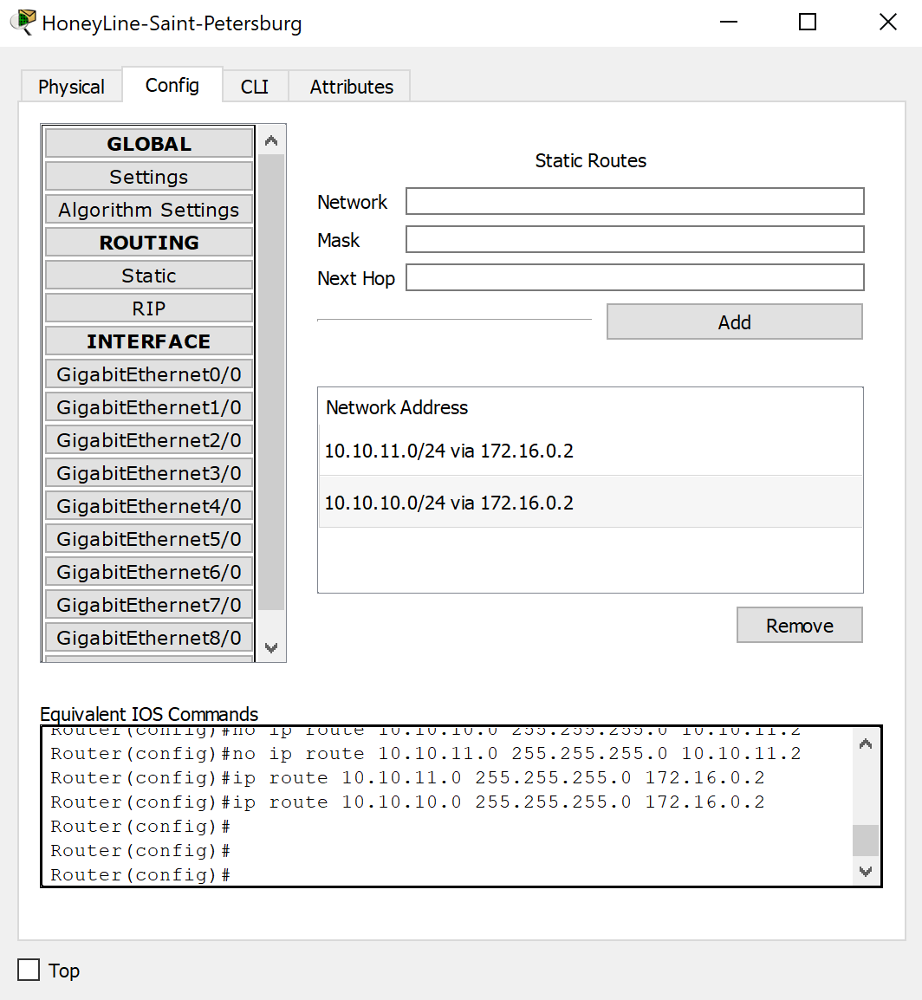 HoneyLine-Saint-Petersburg
Physical
Config
CLI
Attributes
GLOBAL
Settings
Algorithm Settings
ROUTING
Static
RIP
INTERFACE
GigabitEthernet0/0
GigabitEthernet1/0
GigabitEthernet2/0
GigabitEthernet3/0
GigabitEthernet4/0
GigabitEthernet5/0
GigabitEthernet6/0
GigabitEthernet7/0
GigabitEthernet8/0
Static Routes
Network
Mask
Next Hop
Add
Network Address
10.10.11.0/24 via 172.16.0.2
10.10.10.0/24 via 172.16.0.2
Remove
Equivalent IOS Commands
Router(config)#no ip route 10.10.10.0 255.255.255.0 10.10.11.2
Router(config)#no ip route 10.10.11.0 255.255.255.0 10.10.11.2
Router(config)#ip route 10.10.11.0 255.255.255.0 172.16.0.2
Router(config)#ip route 10.10.10.0 255.255.255.0 172.16.0.2
Router(config)#
Router(config)#
Router(config)#
Top